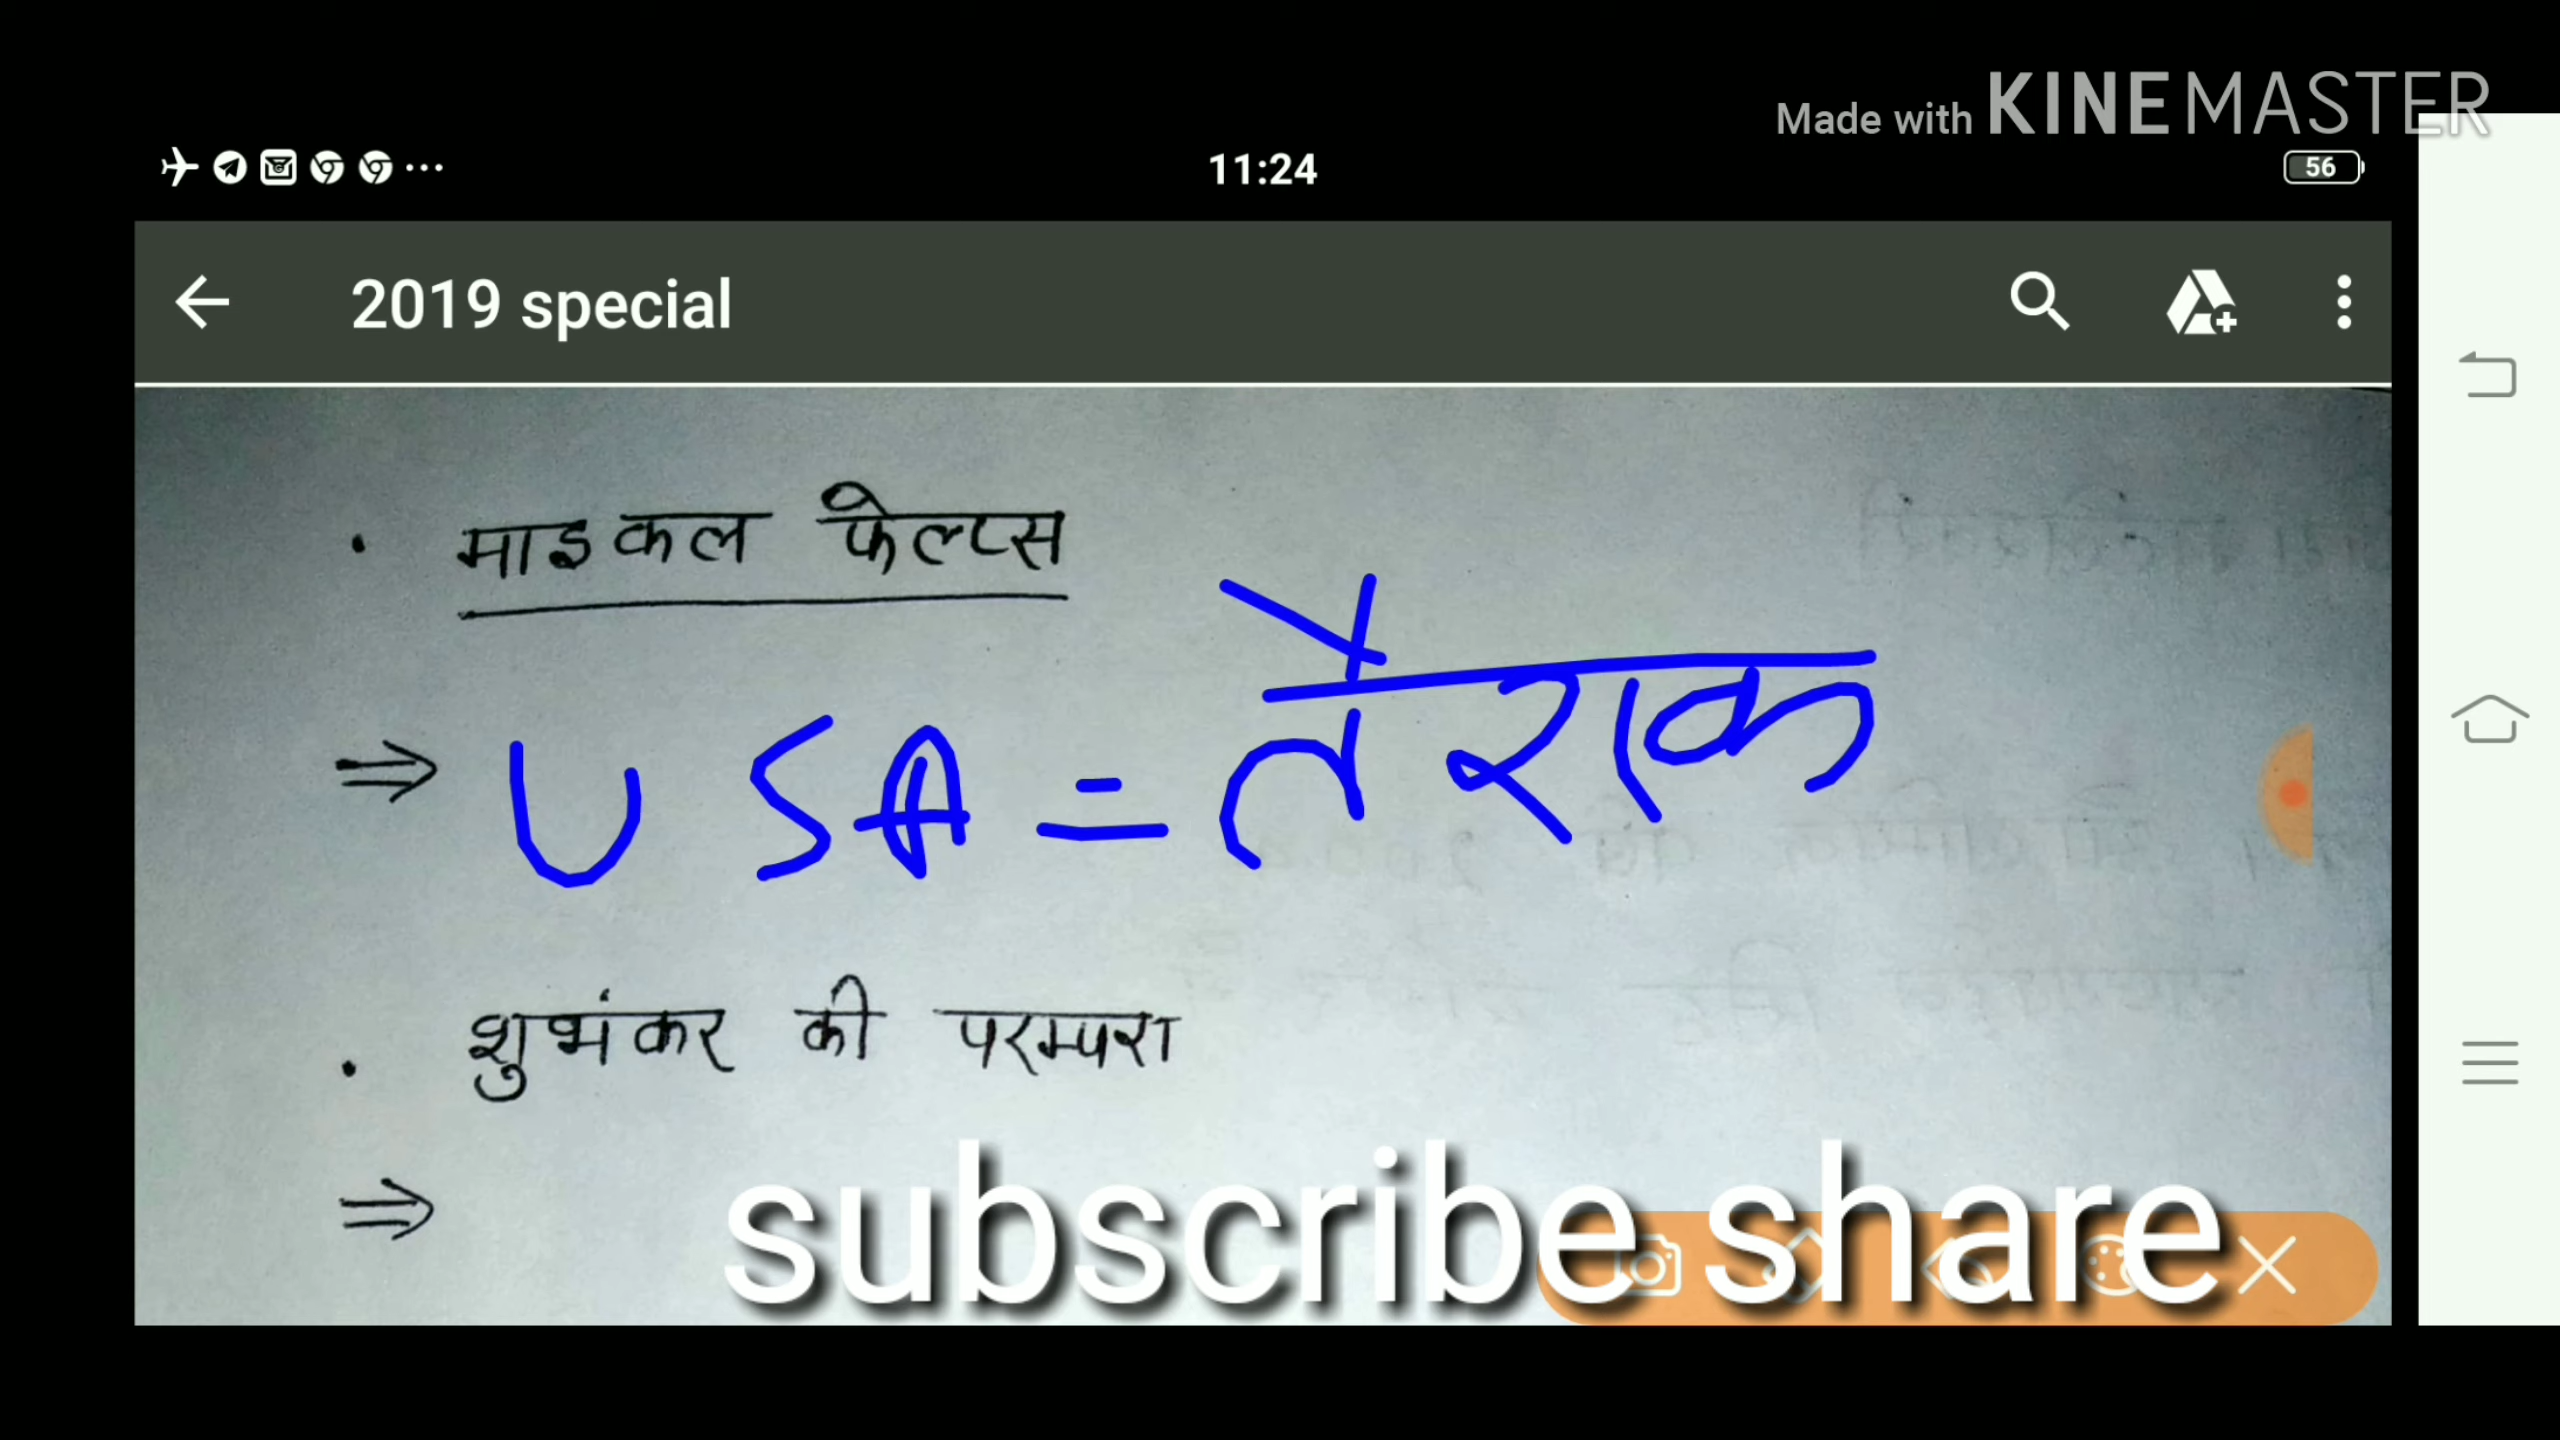 Made with KINEMASTER
11:24
56
2019 special
. माइकल फेल्प्स
⇒ USA = तैराक
. शुभंकर की परम्परा
⇒
subscribe share